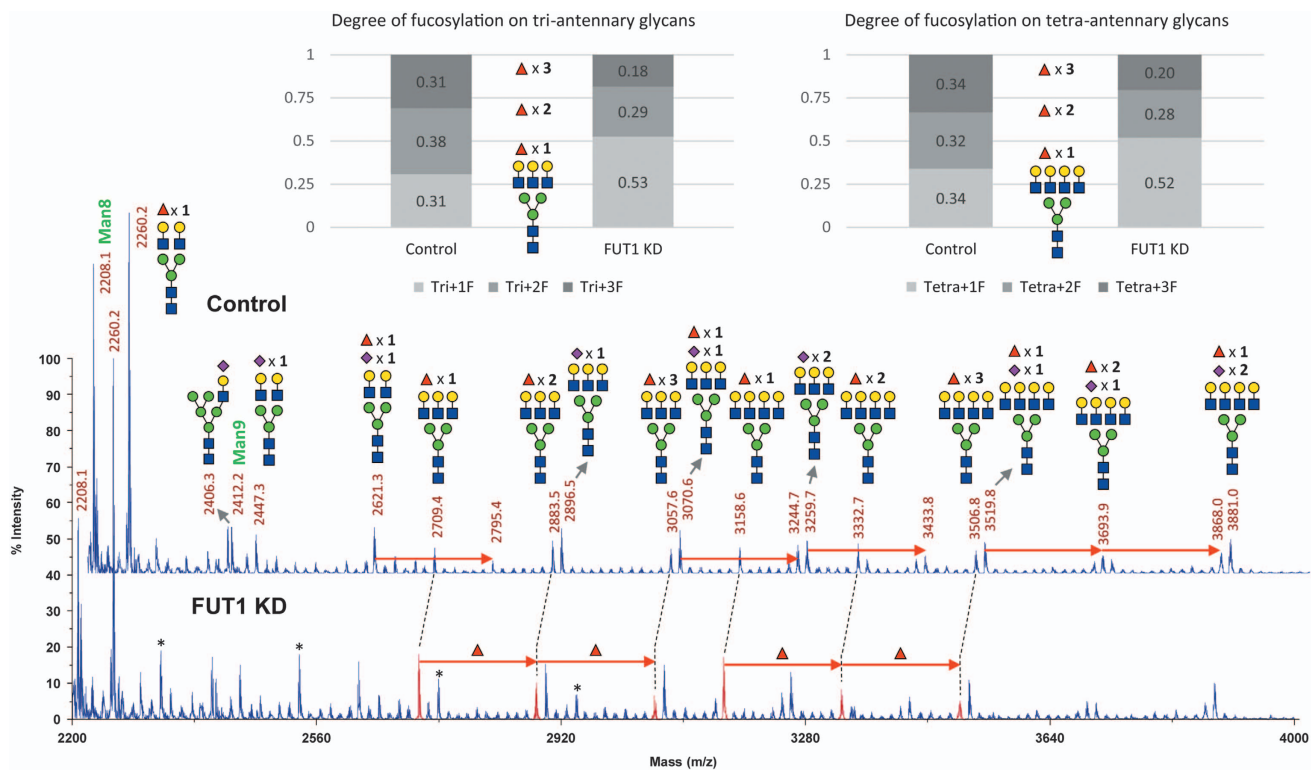 Degree of fucosylation on tri-antennary glycans
Degree of fucosylation on tetra-antennary glycans
1
0.75
0.5
0.25
0
0.31
0.38
0.31
x 3
x 2
x 1
0.18
0.29
0.53
Control
FUT1 KD
Tri+1F
Tri+2F
Tri+3F
1
0.75
0.5
0.25
0
0.34
0.32
0.34
x 3
x 2
x 1
0.20
0.28
0.52
Control
FUT1 KD
Tetra+1F
Tetra+2F
Tetra+3F
2208.1
Man8
2208.1
2260.2
2260.2
x 1
Control
2406.3
2412.2
Man9
2447.3
x 1
2621.3
x 1
x 1
2709.4
x 1
2795.4
2883.5
x 2
2896.5
x 1
3057.6
x 3
3070.6
x 1
x 1
3158.6
x 1
3244.7
3259.7
x 2
3332.7
x 2
3433.8
3506.8
x 3
3519.8
x 1
x 1
3693.9
x 2
x 1
3868.0
3881.0
x 1
x 2
FUT1 KD
*
*
*
*
% Intensity
100
90
80
70
60
50
40
30
20
10
0
2200
2560
2920
3280
3640
4000
Mass (m/z)